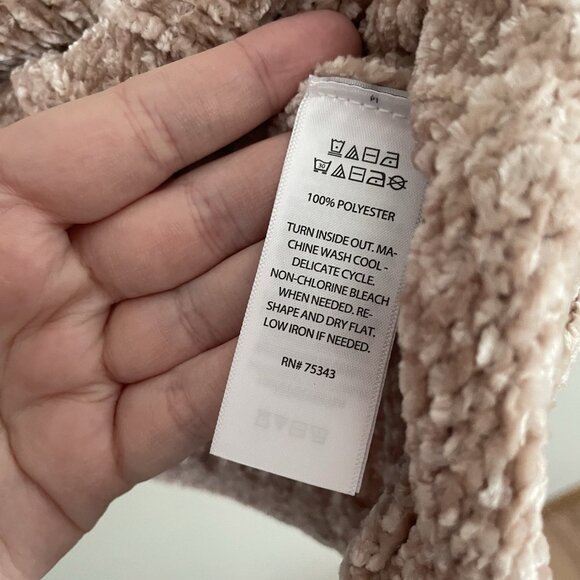 30
100% POLYESTER
TURN INSIDE OUT. MA-
CHINE WASH COOL -
DELICATE CYCLE.
NON-CHLORINE BLEACH
WHEN NEEDED. RE-
SHAPE AND DRY FLAT.
LOW IRON IF NEEDED.
RN# 75343